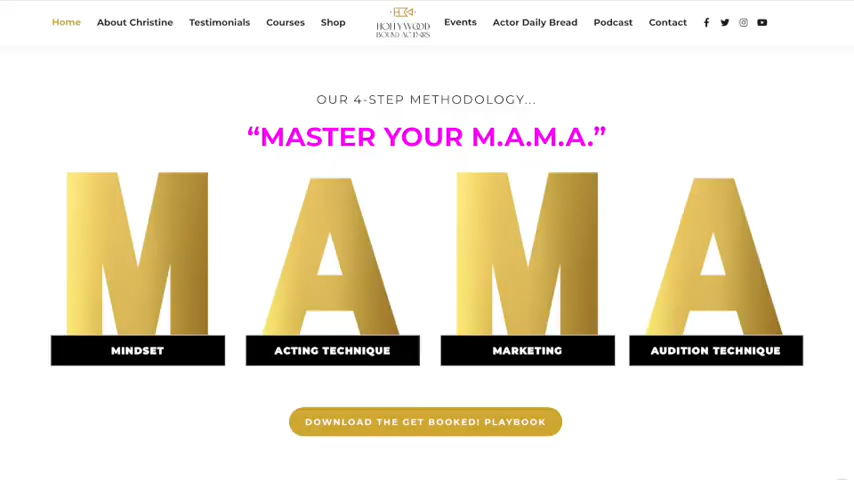 Home About Christine Testimonials Courses Shop HOLLYWOOD BOUND ACTORS Events Actor Daily Bread Podcast Contact
OUR 4-STEP METHODOLOGY...
“MASTER YOUR M.A.M.A.”
M A M A
MINDSET ACTING TECHNIQUE MARKETING AUDITION TECHNIQUE
DOWNLOAD THE GET BOOKED! PLAYBOOK